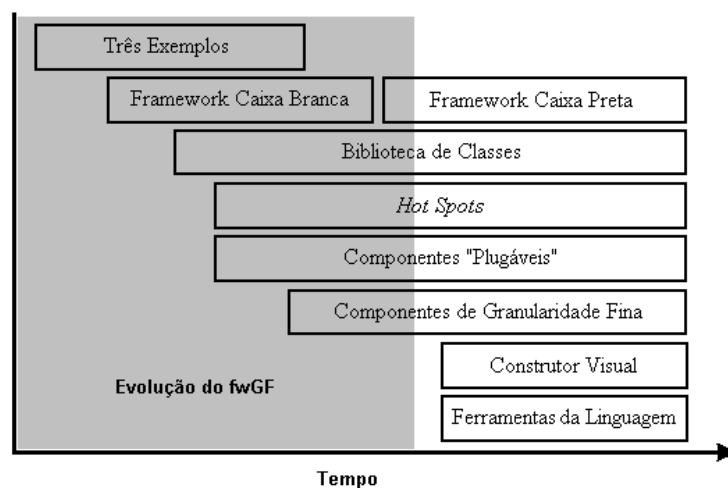 Três Exemplos
Framework Caixa Branca
Framework Caixa Preta
Biblioteca de Classes
Hot Spots
Componentes "Plugáveis"
Componentes de Granularidade Fina
Construtor Visual
Evolução do fwGF
Ferramentas da Linguagem
Tempo